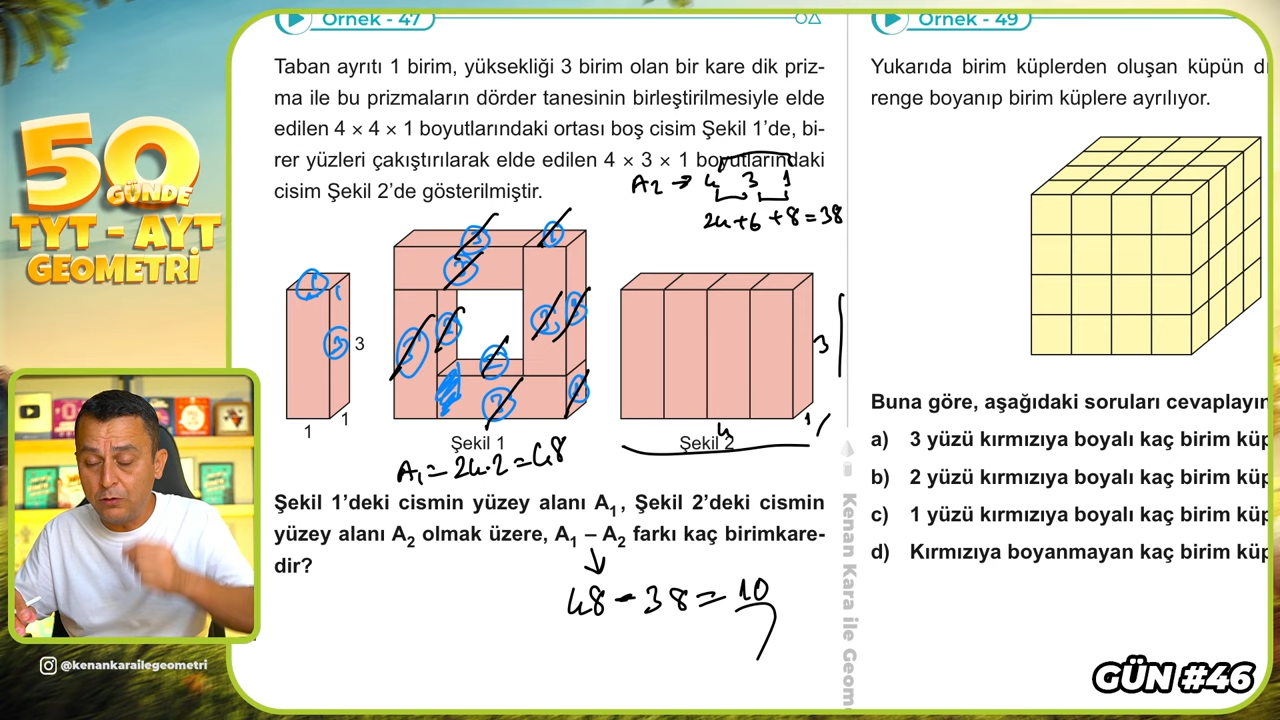 50
GÜNDE
TYT - AYT
GEOMETRİ
Örnek - 47
Taban ayrıtı 1 birim, yüksekliği 3 birim olan bir kare dik priz-
ma ile bu prizmaların dörder tanesinin birleştirilmesiyle elde
edilen 4 × 4 × 1 boyutlarındaki ortası boş cisim Şekil 1’de, bi-
rer yüzleri çakıştırılarak elde edilen 4 × 3 × 1 boyutlarındaki
cisim Şekil 2’de gösterilmiştir.
A2 → 4 3 1
24+6+8=38
3
1
1
Şekil 1
3
4
1
Şekil 2
A1=24.2=48
Şekil 1’deki cismin yüzey alanı A1, Şekil 2’deki cismin
yüzey alanı A2 olmak üzere, A1 – A2 farkı kaç birimkare-
dir?
48-38=10
Örnek - 49
Yukarıda birim küplerden oluşan küpün
renge boyanıp birim küplere ayrılıyor.
Buna göre, aşağıdaki soruları
a) 3 yüzü kırmızıya boyalı kaç birim
b) 2 yüzü kırmızıya boyalı kaç birim
c) 1 yüzü kırmızıya boyalı kaç birim
d) Kırmızıya boyanmayan kaç birim
Kenan Kara ile
@kenankarailegeometri
GÜN #46